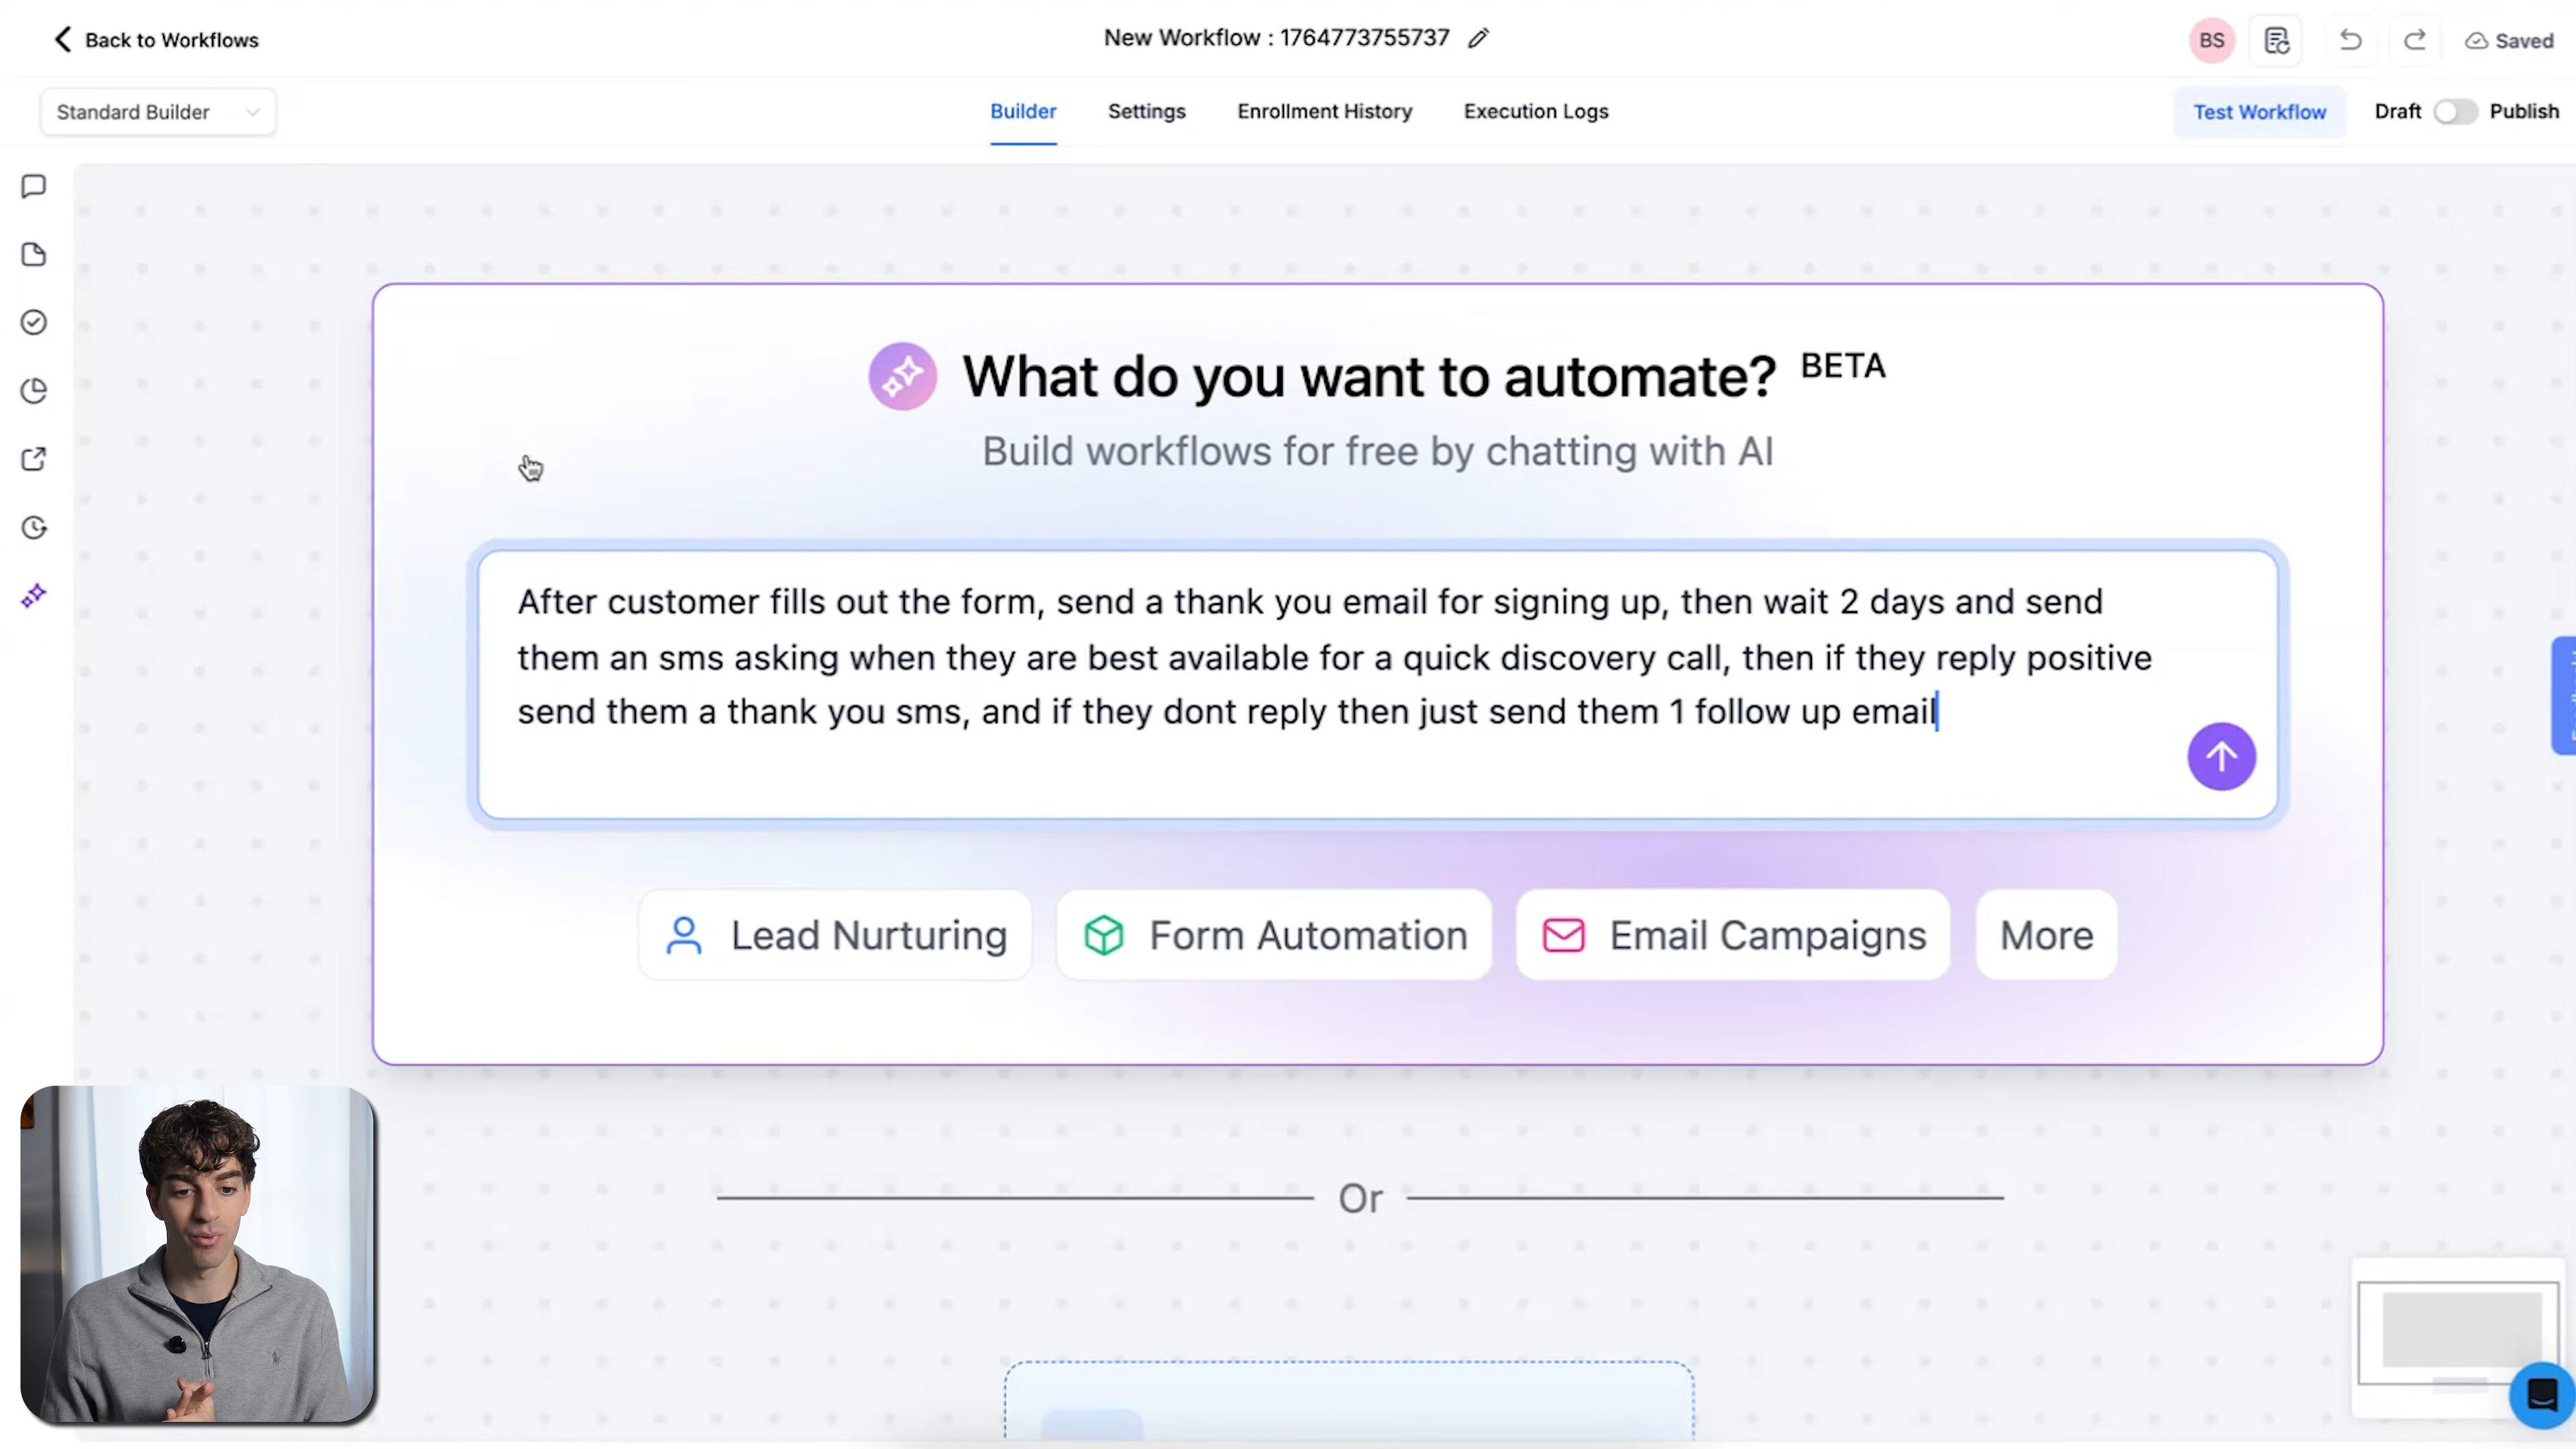 Back to Workflows
New Workflow : 1764773755737
BS
Saved
Standard Builder
Builder
Settings
Enrollment History
Execution Logs
Test Workflow
Draft
Publish
What do you want to automate? BETA
Build workflows for free by chatting with AI
After customer fills out the form, send a thank you email for signing up, then wait 2 days and send
them an sms asking when they are best available for a quick discovery call, then if they reply positive
send them a thank you sms, and if they dont reply then just send them 1 follow up email
Lead Nurturing
Form Automation
Email Campaigns
More
Or